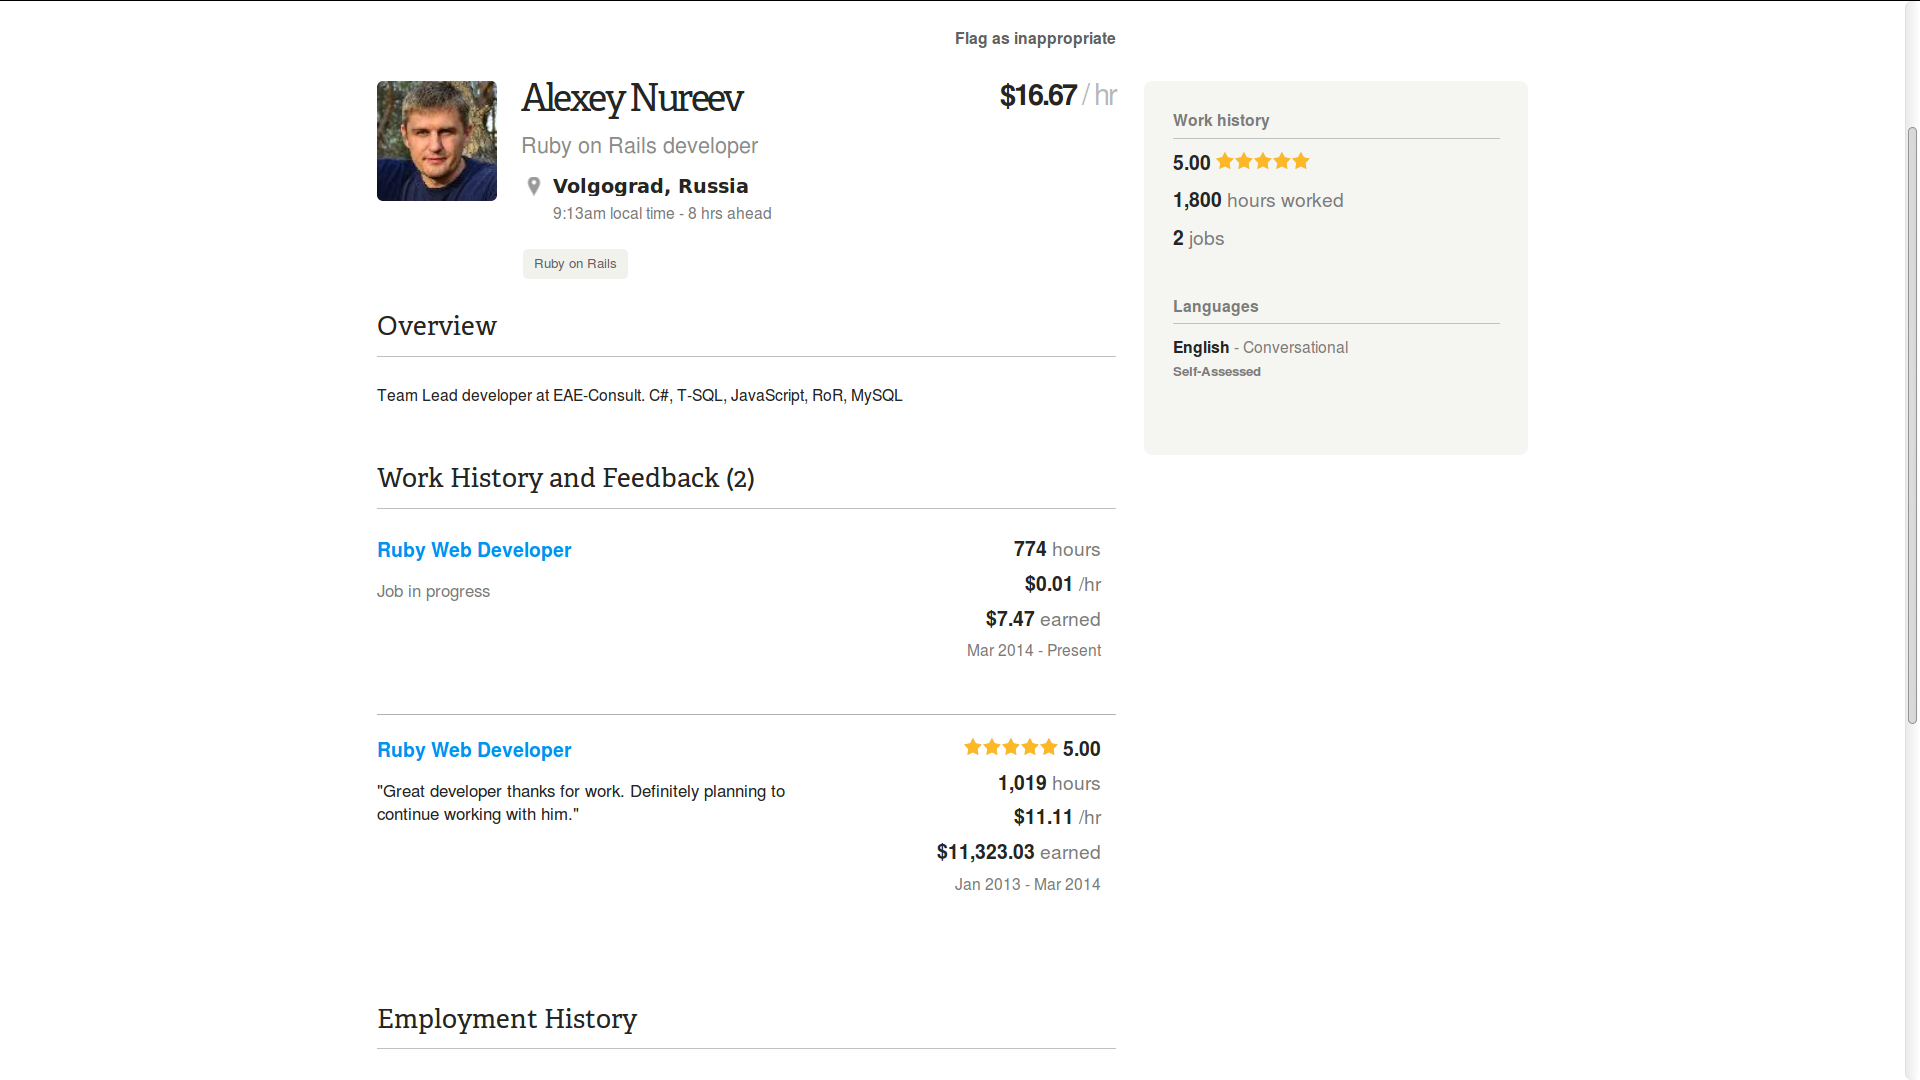 Flag as inappropriate
Alexey Nureev
$16.67 / hr
Ruby on Rails developer
Volgograd, Russia
9:13am local time - 8 hrs ahead
Ruby on Rails
Work history
5.00
1,800 hours worked
2 jobs
Languages
English - Conversational
Self-Assessed
Overview
Team Lead developer at EAE-Consult. C#, T-SQL, JavaScript, RoR, MySQL
Work History and Feedback (2)
Ruby Web Developer
Job in progress
774 hours
$0.01 /hr
$7.47 earned
Mar 2014 - Present
Ruby Web Developer
"Great developer thanks for work. Definitely planning to
continue working with him."
5.00
1,019 hours
$11.11 /hr
$11,323.03 earned
Jan 2013 - Mar 2014
Employment History